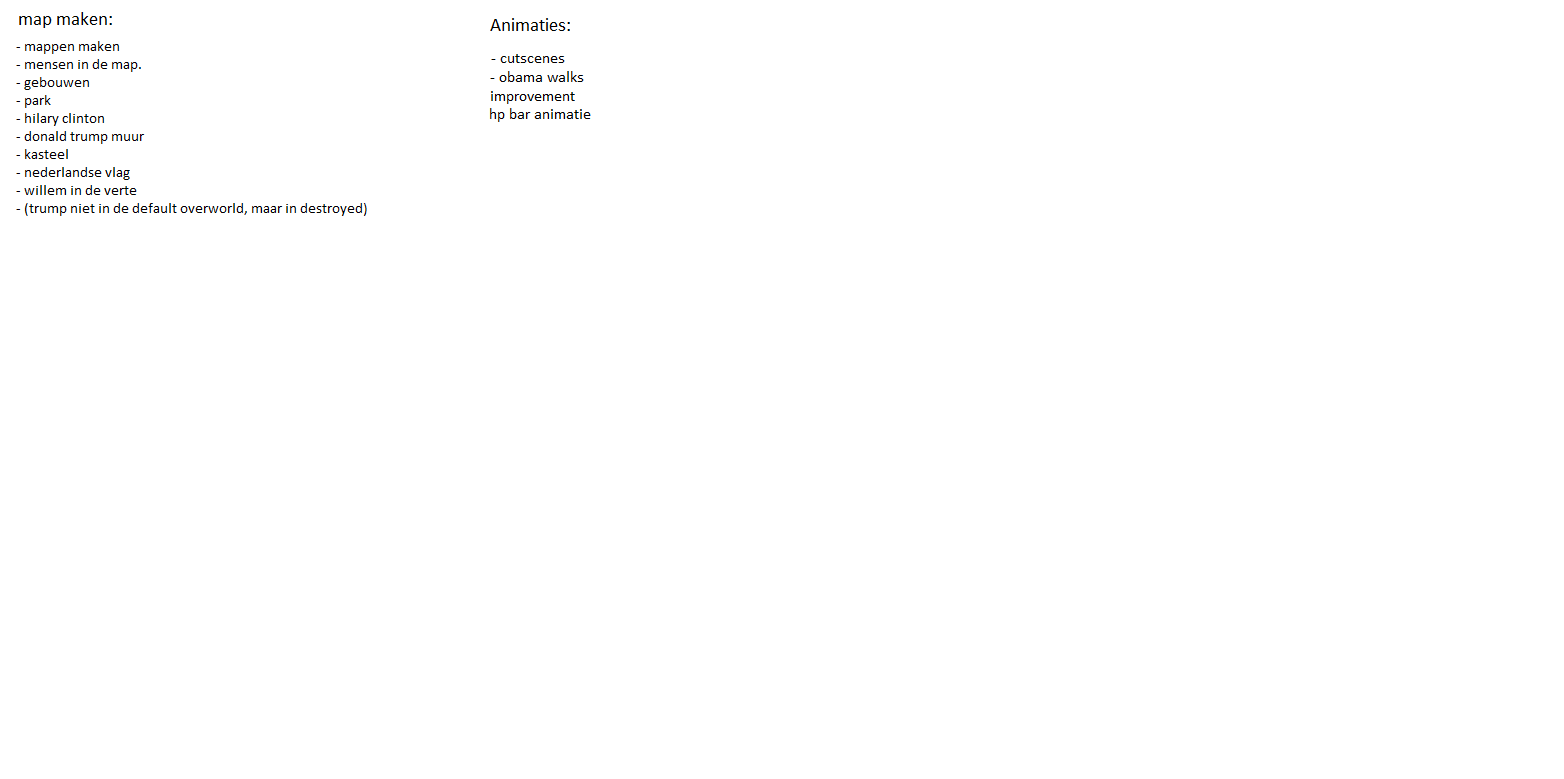 map maken:
- mappen maken
- mensen in de map.
- gebouwen
- park
- hilary clinton
- donald trump muur
- kasteel
- nederlandse vlag
- willem in de verte
- (trump niet in de default overworld, maar in destroyed)
Animaties:
- cutscenes
- obama walks
improvement
hp bar animatie